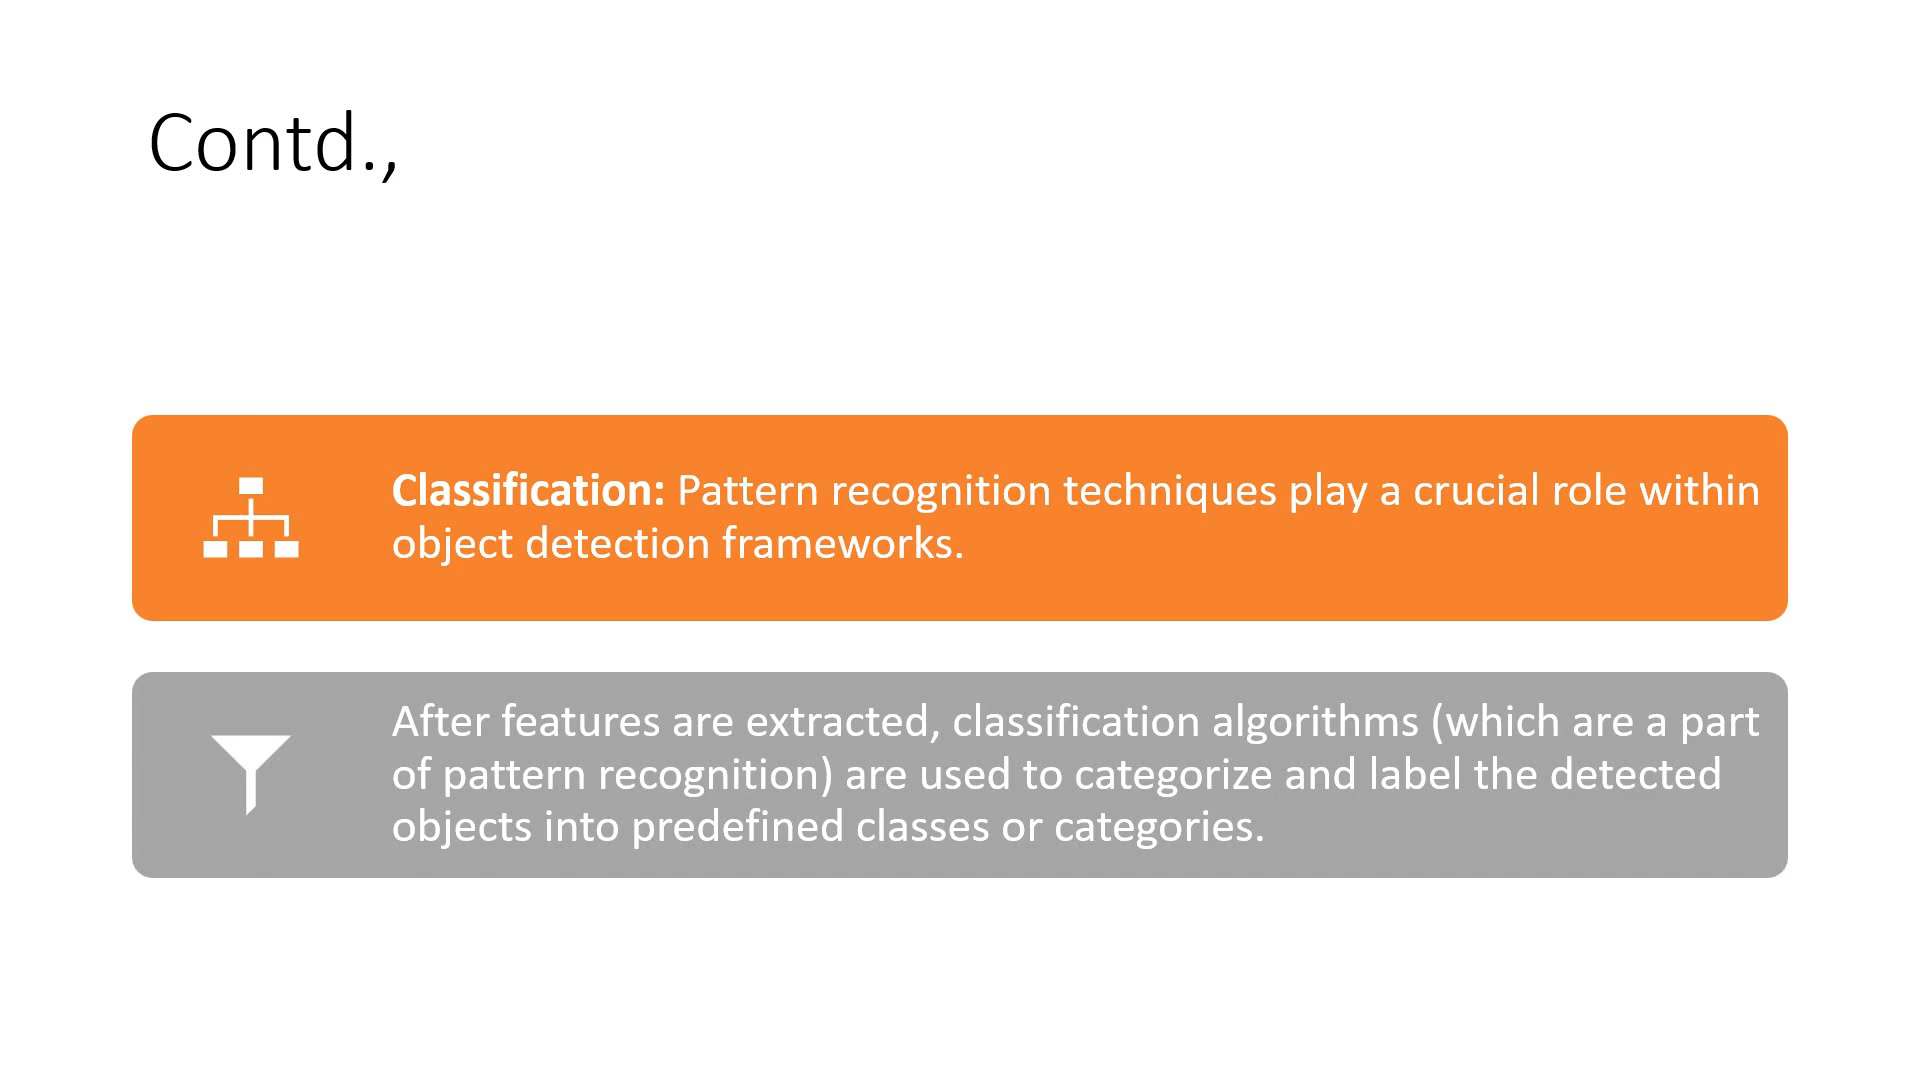 Contd.,
Classification: Pattern recognition techniques play a crucial role within
object detection frameworks.
After features are extracted, classification algorithms (which are a part
of pattern recognition) are used to categorize and label the detected
objects into predefined classes or categories.